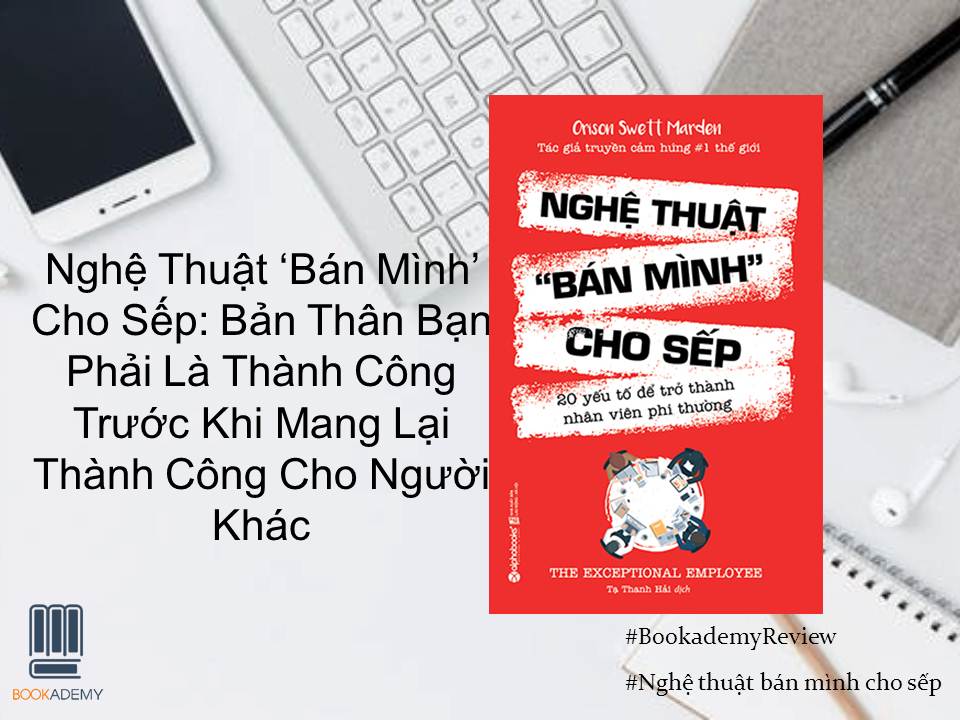 Nghệ Thuật ‘Bán Mình’
Cho Sếp: Bản Thân Bạn
Phải Là Thành Công
Trước Khi Mang Lại
Thành Công Cho Người
Khác
Orison Swett Marden
Tác giả truyền cảm hứng #1 thế giới
NGHỆ THUẬT
“BÁN MÌNH”
CHO SẾP
20 yếu tố để trở thành
nhân viên phi thường
alphabooks
THE EXCEPTIONAL EMPLOYEE
Tạ Thanh Hải dịch
BOOKADEMY
#BookademyReview
#Nghệ thuật bán mình cho sếp